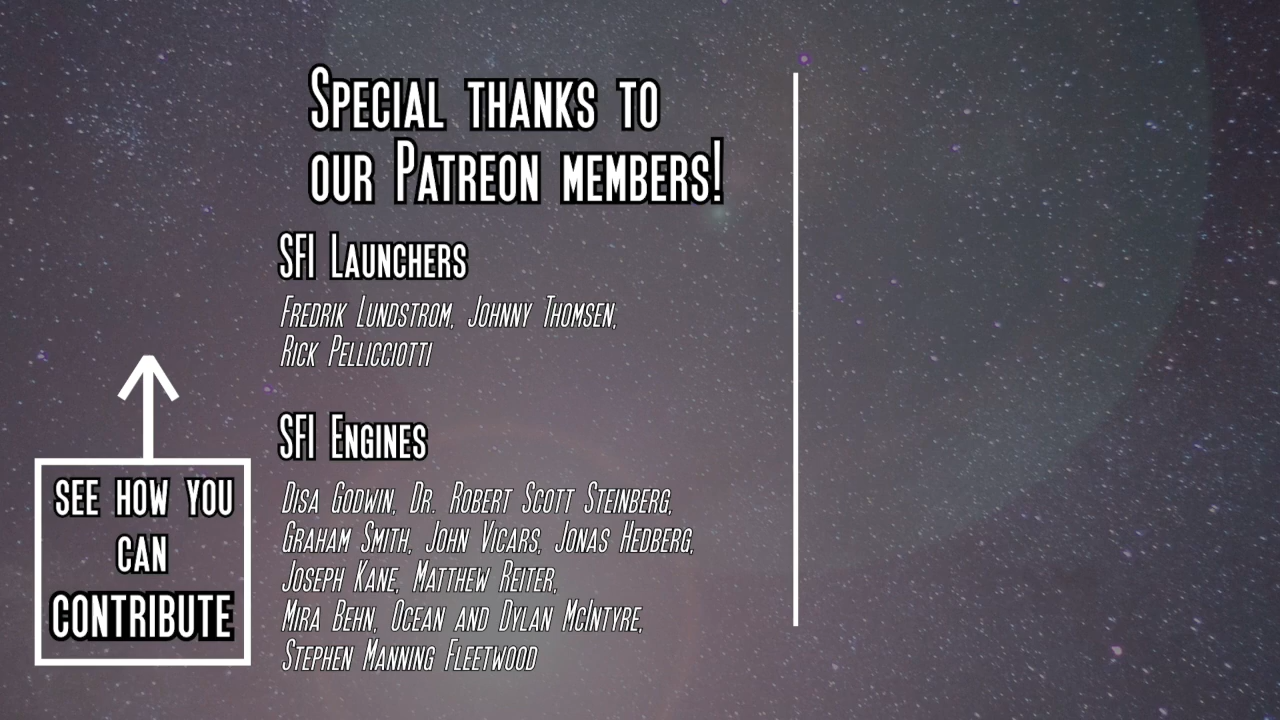 Special thanks to
our Patreon members!
SFI Launchers
Fredrik Lundstrom, Johnny Thomsen,
Rick Pellicciotti
SFI Engines
Disa Godwin, Dr. Robert Scott Steinberg,
Graham Smith, John Vicars, Jonas Hedberg,
Joseph Kane, Matthew Reiter,
Mira Behn, Ocean and Dylan McIntyre,
Stephen Manning Fleetwood
SEE HOW YOU
CAN
CONTRIBUTE